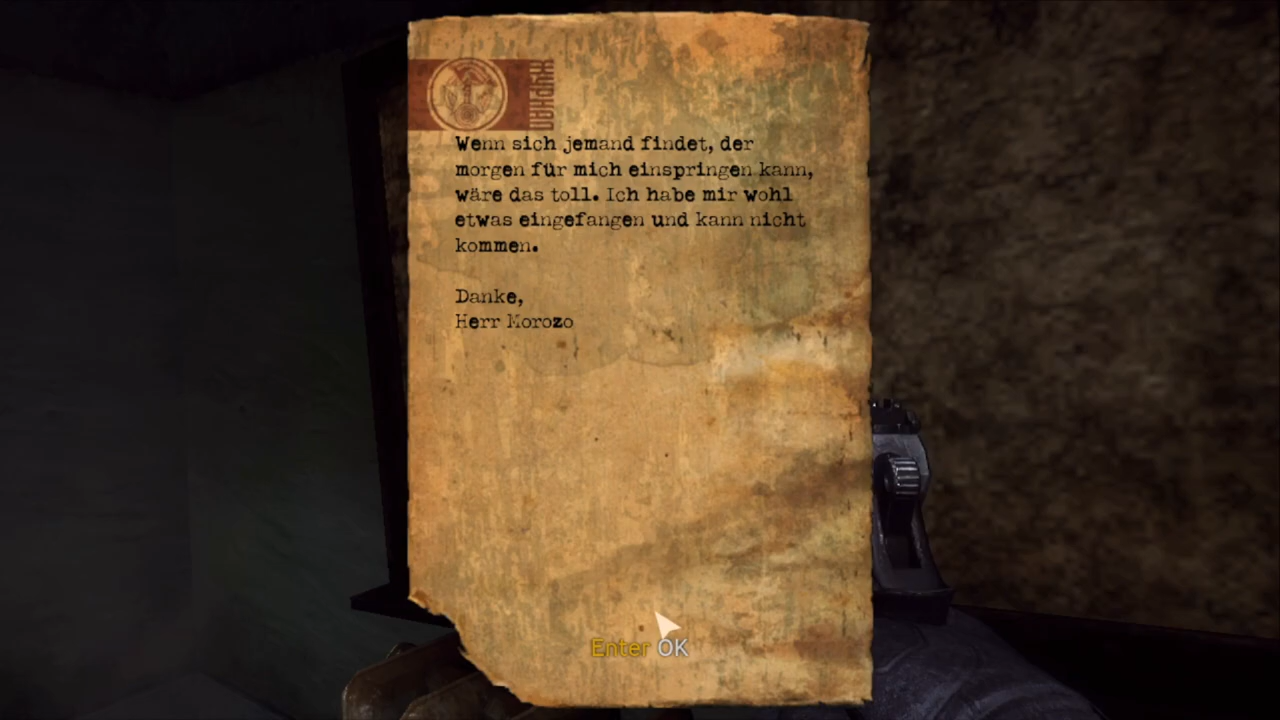 Wenn sich jemand findet, der
morgen für mich einspringen kann,
wäre das toll. Ich habe mir wohl
etwas eingefangen und kann nicht
kommen.
Danke,
Herr Morozo
Enter OK